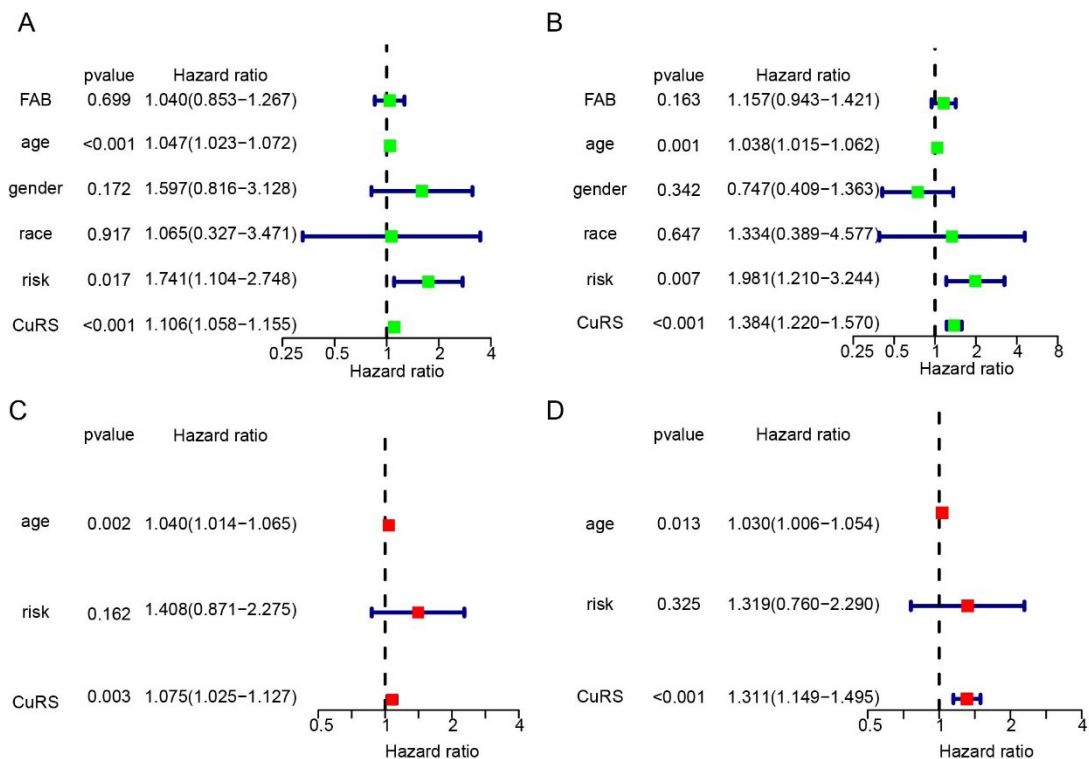 A
pvalue Hazard ratio
FAB 0.699 1.040(0.853−1.267)
age <0.001 1.047(1.023−1.072)
gender 0.172 1.597(0.816−3.128)
race 0.917 1.065(0.327−3.471)
risk 0.017 1.741(1.104−2.748)
CuRS <0.001 1.106(1.058−1.155)
0.25 0.5 1 2 4
Hazard ratio
B
pvalue Hazard ratio
FAB 0.163 1.157(0.943−1.421)
age 0.001 1.038(1.015−1.062)
gender 0.342 0.747(0.409−1.363)
race 0.647 1.334(0.389−4.577)
risk 0.007 1.981(1.210−3.244)
CuRS <0.001 1.384(1.220−1.570)
0.25 0.5 1 2 4 8
Hazard ratio
C
pvalue Hazard ratio
age 0.002 1.040(1.014−1.065)
risk 0.162 1.408(0.871−2.275)
CuRS 0.003 1.075(1.025−1.127)
0.5 1 2 4
Hazard ratio
D
pvalue Hazard ratio
age 0.013 1.030(1.006−1.054)
risk 0.325 1.319(0.760−2.290)
CuRS <0.001 1.311(1.149−1.495)
0.5 1 2 4
Hazard ratio